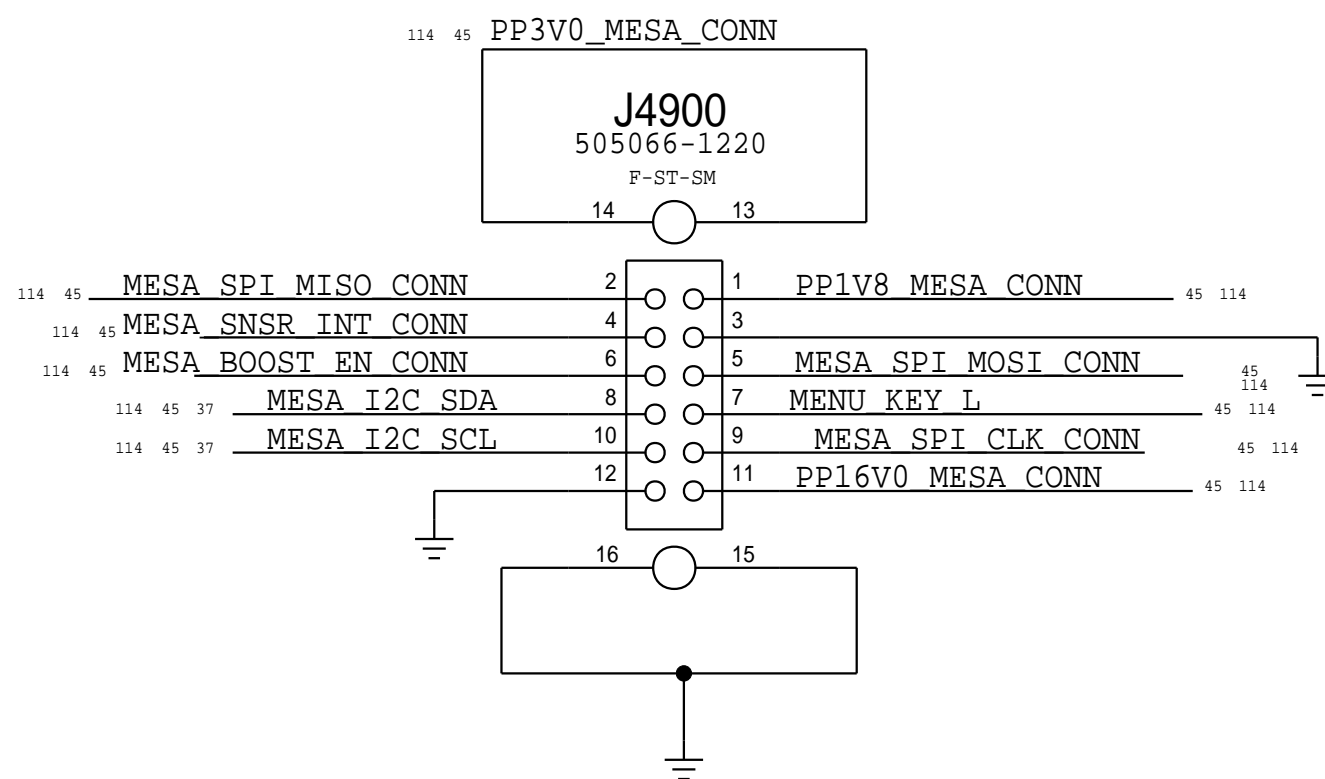 114 45 PP3V0_MESA_CONN
J4900
505066-1220
F-ST-SM
14 13
114 45 MESA_SPI_MISO_CONN 2 1 PP1V8_MESA_CONN 45 114
114 45 MESA_SNSR_INT_CONN 4 3
114 45 MESA_BOOST_EN_CONN 6 5 MESA_SPI_MOSI_CONN 45
114
114 45 37 MESA_I2C_SDA 8 7 MENU_KEY_L 45 114
114 45 37 MESA_I2C_SCL 10 9 MESA_SPI_CLK_CONN 45 114
12 11 PP16V0_MESA_CONN 45 114
16 15